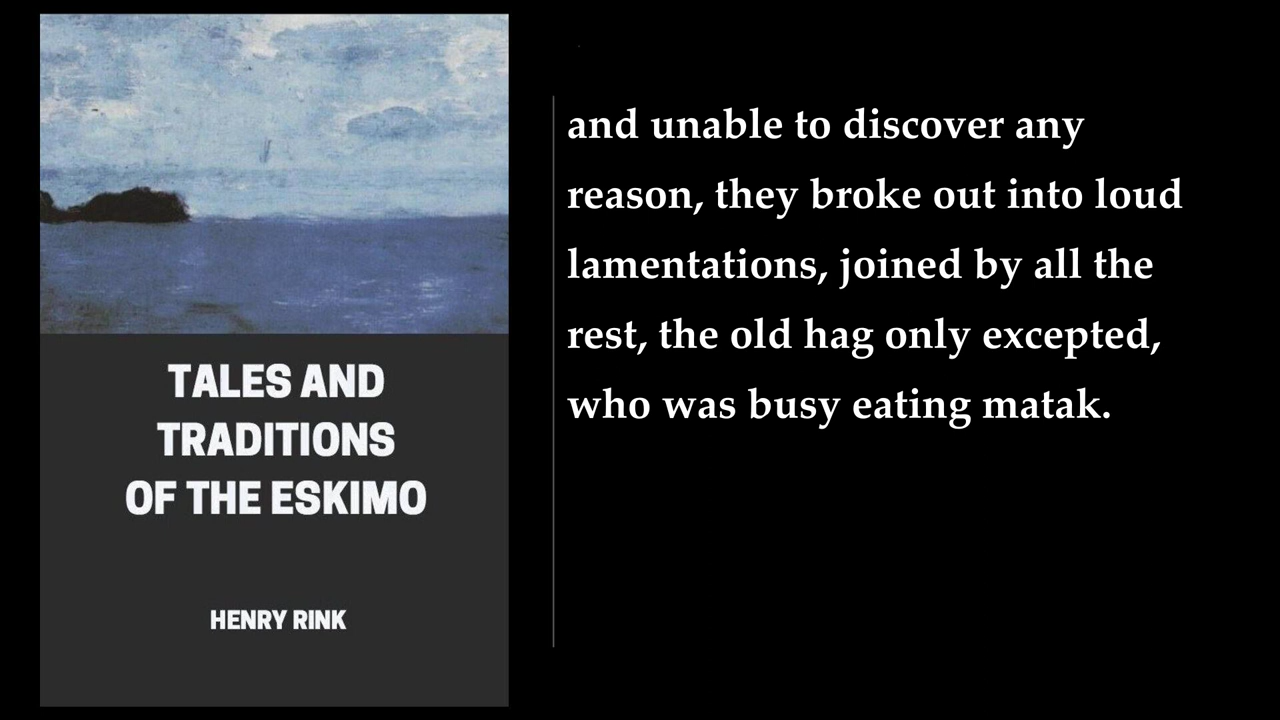 TALES AND
TRADITIONS
OF THE ESKIMO
HENRY RINK
and unable to discover any
reason, they broke out into loud
lamentations, joined by all the
rest, the old hag only excepted,
who was busy eating matak.